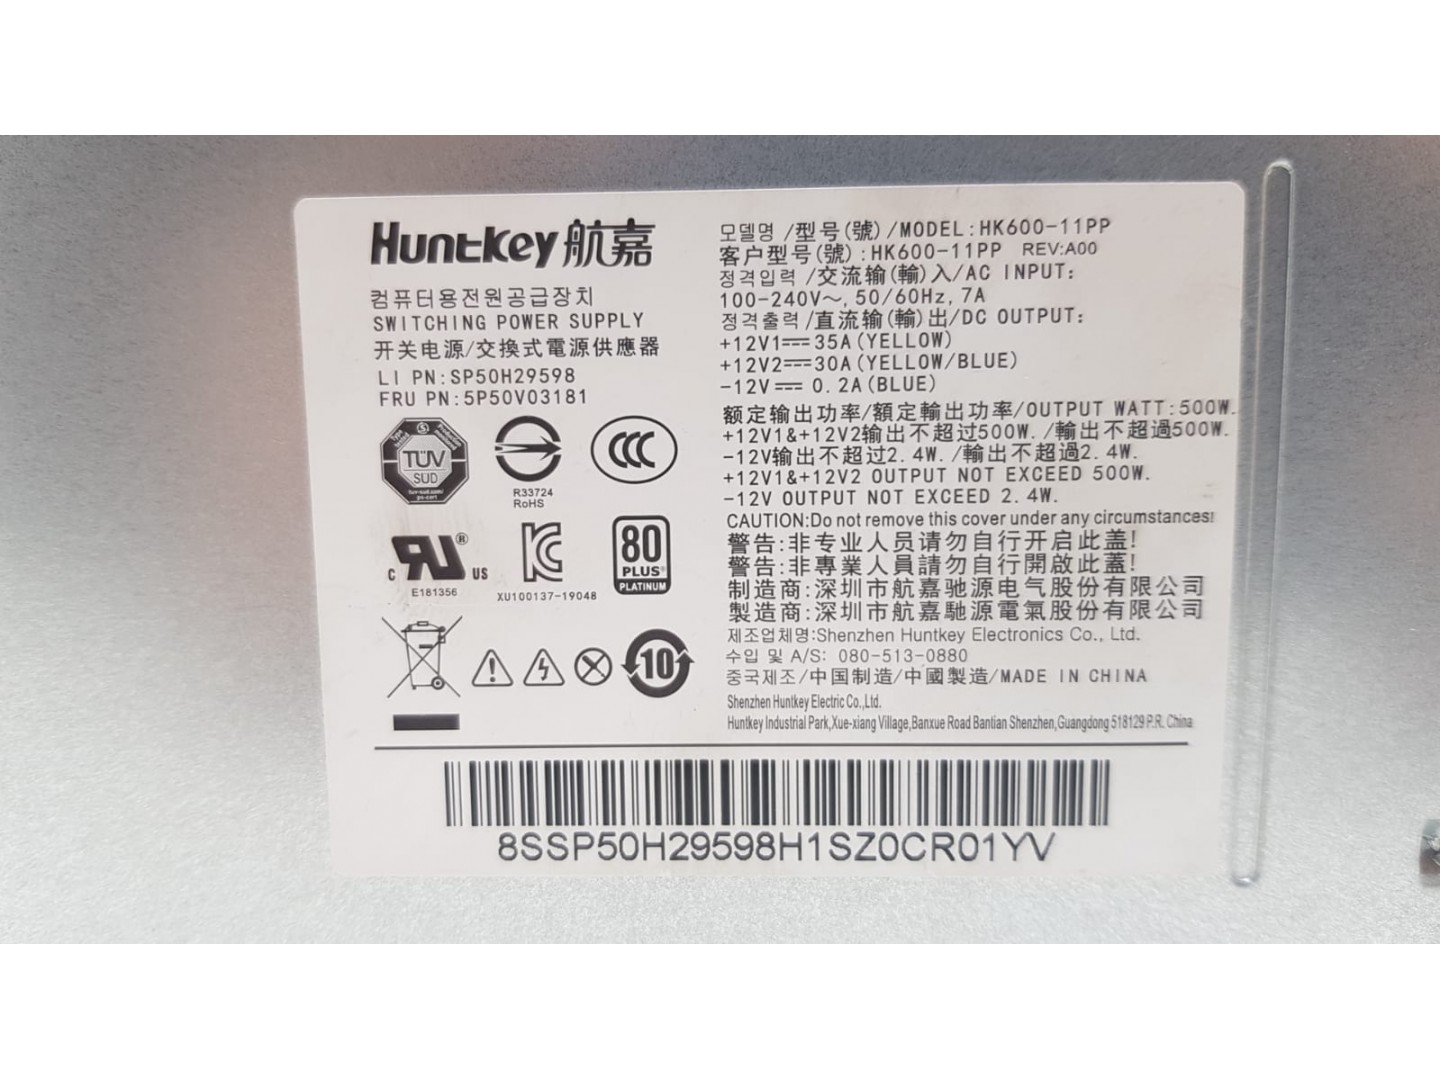 Huntkey 航嘉
컴퓨터용전원공급장치
SWITCHING POWER SUPPLY
开关电源/交換式電源供應器
LI PN:SP50H29598
FRU PN:5P50V03181
TÜV
SUD
R33724
RoHS
c RU ® US
E181356
XU100137-19048
80
PLUS®
PLATINUM
10
모델명 /型号(號)/MODEL:HK600-11PP
客户型号(號):HK600-11PP REV:A00
정격입력 /交流输(輸)入/AC INPUT:
100-240V～, 50/60Hz, 7A
정격출력 /直流输(輸)出/DC OUTPUT:
+12V1⎓35A(YELLOW)
+12V2⎓30A(YELLOW/BLUE)
-12V⎓ 0.2A(BLUE)
额定输出功率/額定輸出功率/OUTPUT WATT:500W.
+12V1&+12V2输出不超过500W. /輸出不超過500W.
-12V输出不超过2.4W. /輸出不超過2.4W.
+12V1&+12V2 OUTPUT NOT EXCEED 500W.
-12V OUTPUT NOT EXCEED 2.4W.
CAUTION:Do not remove this cover under any circumstances!
警告:非专业人员请勿自行开启此盖!
警告:非專業人員請勿自行開啟此蓋!
制造商:深圳市航嘉驰源电气股份有限公司
製造商:深圳市航嘉馳源電氣股份有限公司
제조업체명:Shenzhen Huntkey Electronics Co., Ltd.
수입 및 A/S: 080-513-0880
중국제조/中国制造/中國製造/MADE IN CHINA
Shenzhen Huntkey Electric Co.,Ltd.
Huntkey Industrial Park,Xue-xiang Village,Banxue Road Bantian Shenzhen,Guangdong 518129 P.R. China
8SSP50H29598H1SZ0CR01YV